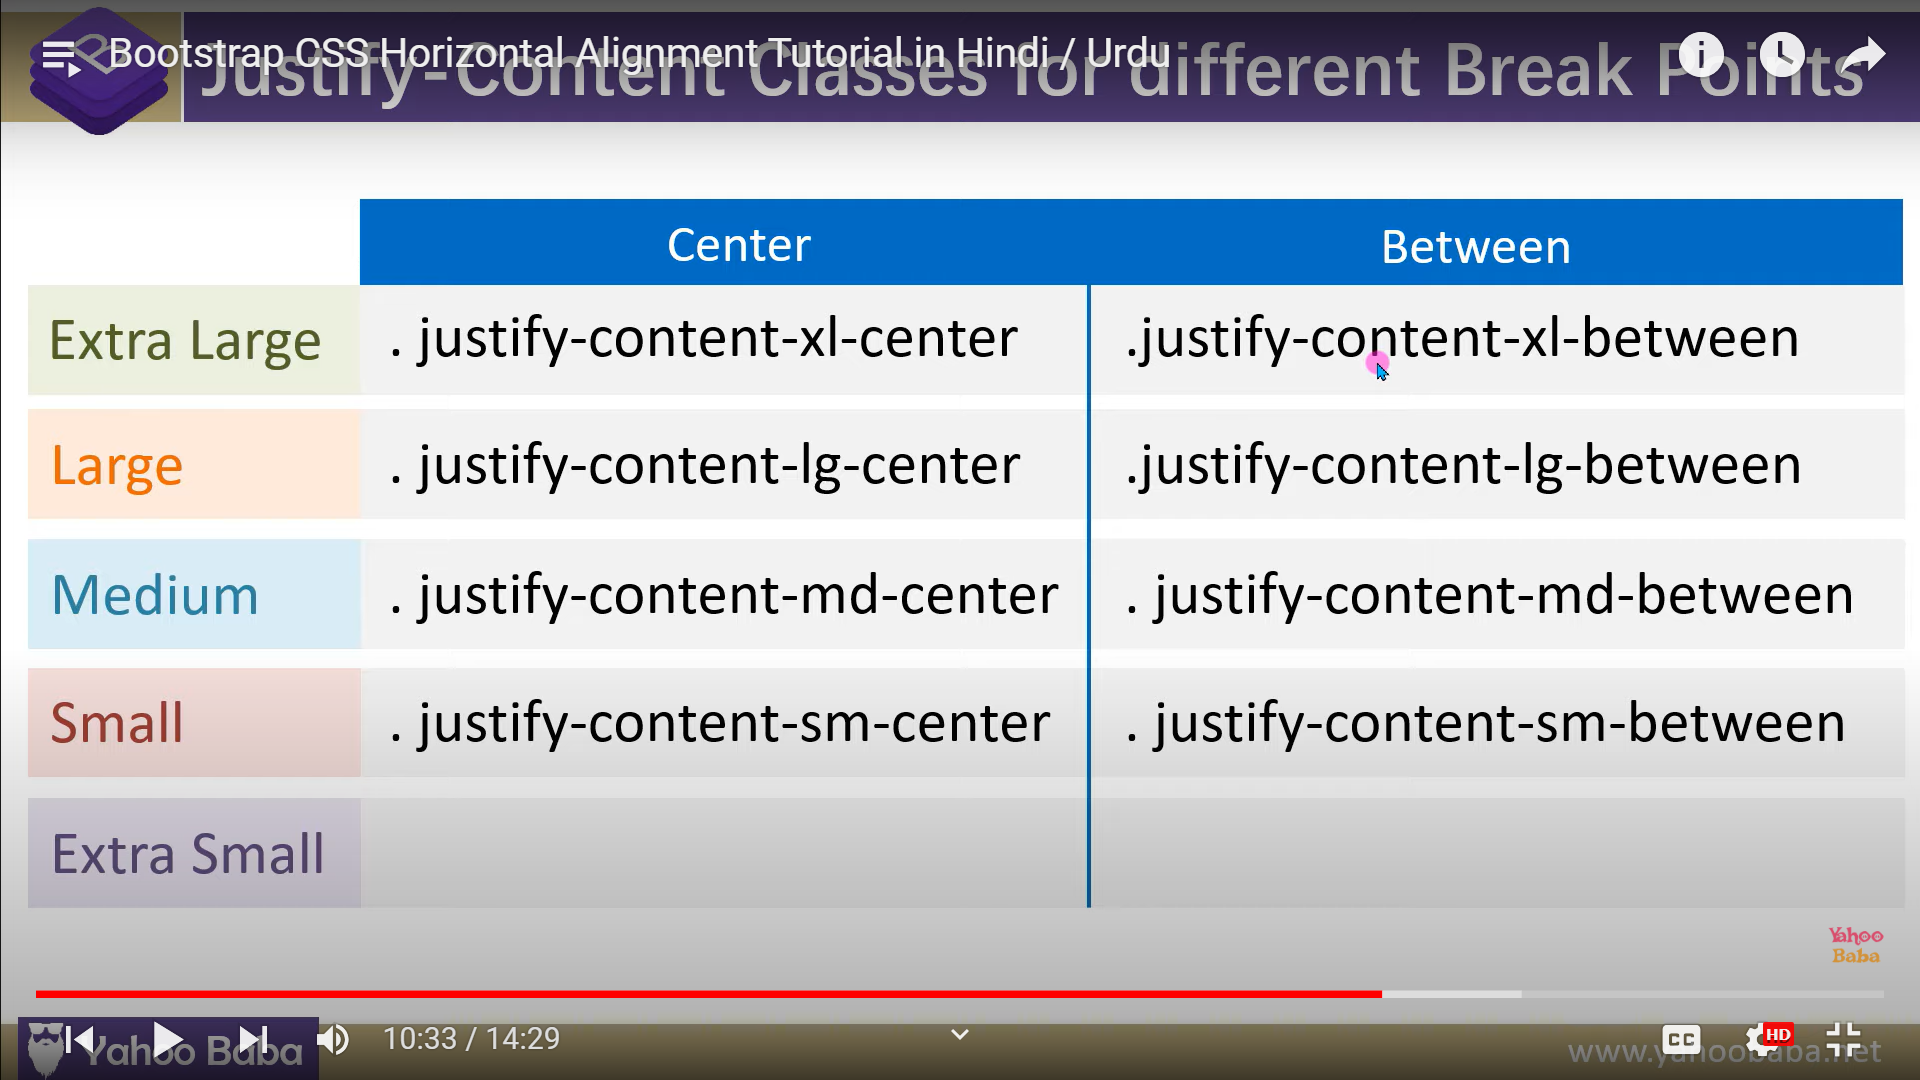 Bootstrap CSS Horizontal Alignment Tutorial in Hindi / Urdu
Justify-Content Classes for different Break Points
Center Between
Extra Large . justify-content-xl-center .justify-content-xl-between
Large . justify-content-lg-center .justify-content-lg-between
Medium . justify-content-md-center . justify-content-md-between
Small . justify-content-sm-center . justify-content-sm-between
Extra Small
Yahoo
Baba
10:33 / 14:29
CC
HD
Yahoo Baba
www.yahoobaba.net